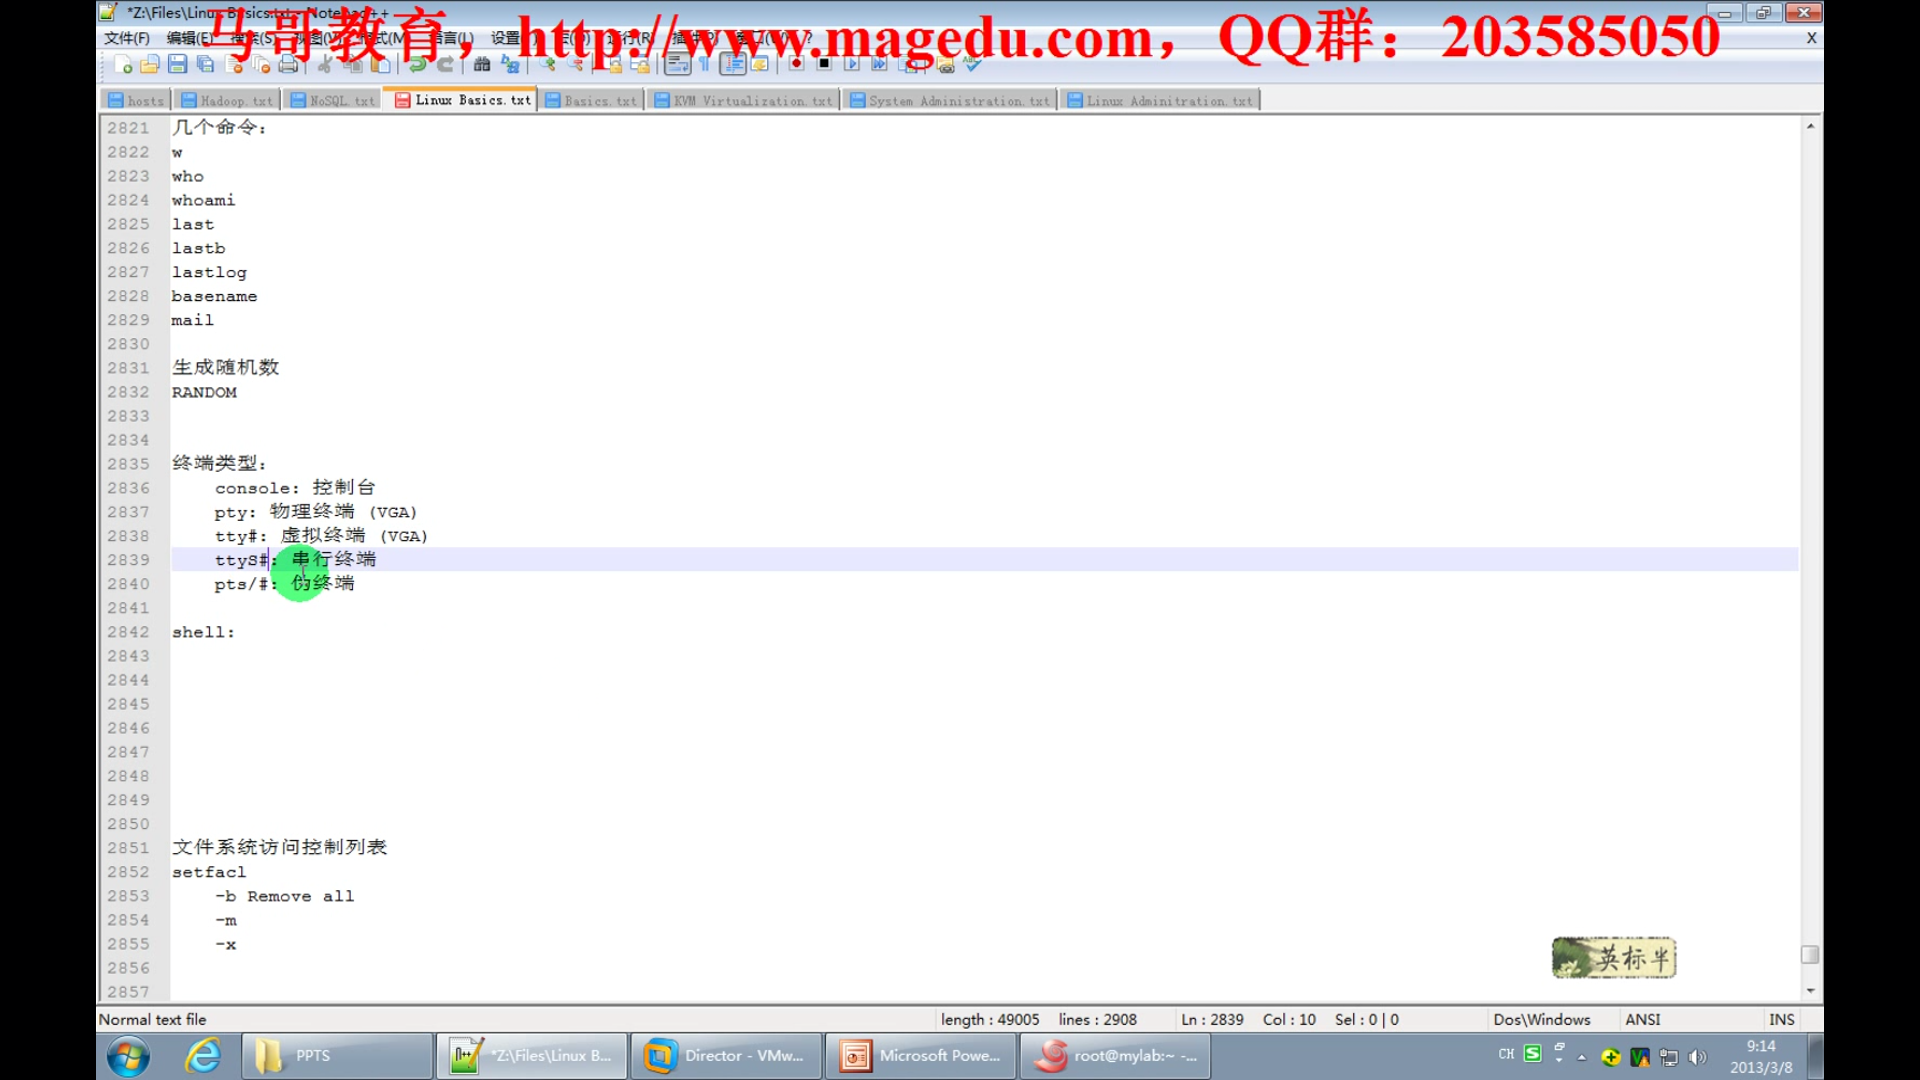 *Z:\Files\Linux Basics.txt - Notepad++
马哥教育，http://www.magedu.com，QQ群：203585050
文件(F) 编辑(E) 搜索(S) 视图(V) 格式(M) 语言(L) 设置 运行(R) ?
X
hosts Hadoop.txt NoSQL.txt Linux Basics.txt Basics.txt KVM Virtualization.txt System Administration.txt Linux Adminitration.txt
2821 几个命令:
2822 w
2823 who
2824 whoami
2825 last
2826 lastb
2827 lastlog
2828 basename
2829 mail
2830
2831 生成随机数
2832 RANDOM
2833
2834
2835 终端类型:
2836 console: 控制台
2837 pty: 物理终端 (VGA)
2838 tty#: 虚拟终端 (VGA)
2839 ttyS#: 串行终端
2840 pts/#: 伪终端
2841
2842 shell:
2843
2844
2845
2846
2847
2848
2849
2850
2851 文件系统访问控制列表
2852 setfacl
2853 -b Remove all
2854 -m
2855 -x
2856
2857
英标半
Normal text file length : 49005 lines : 2908 Ln : 2839 Col : 10 Sel : 0 | 0 Dos\Windows ANSI INS
PPTS *Z:\Files\Linux B... Director - VMw... Microsoft Powe... root@mylab:~ -... CH 9:14
2013/3/8